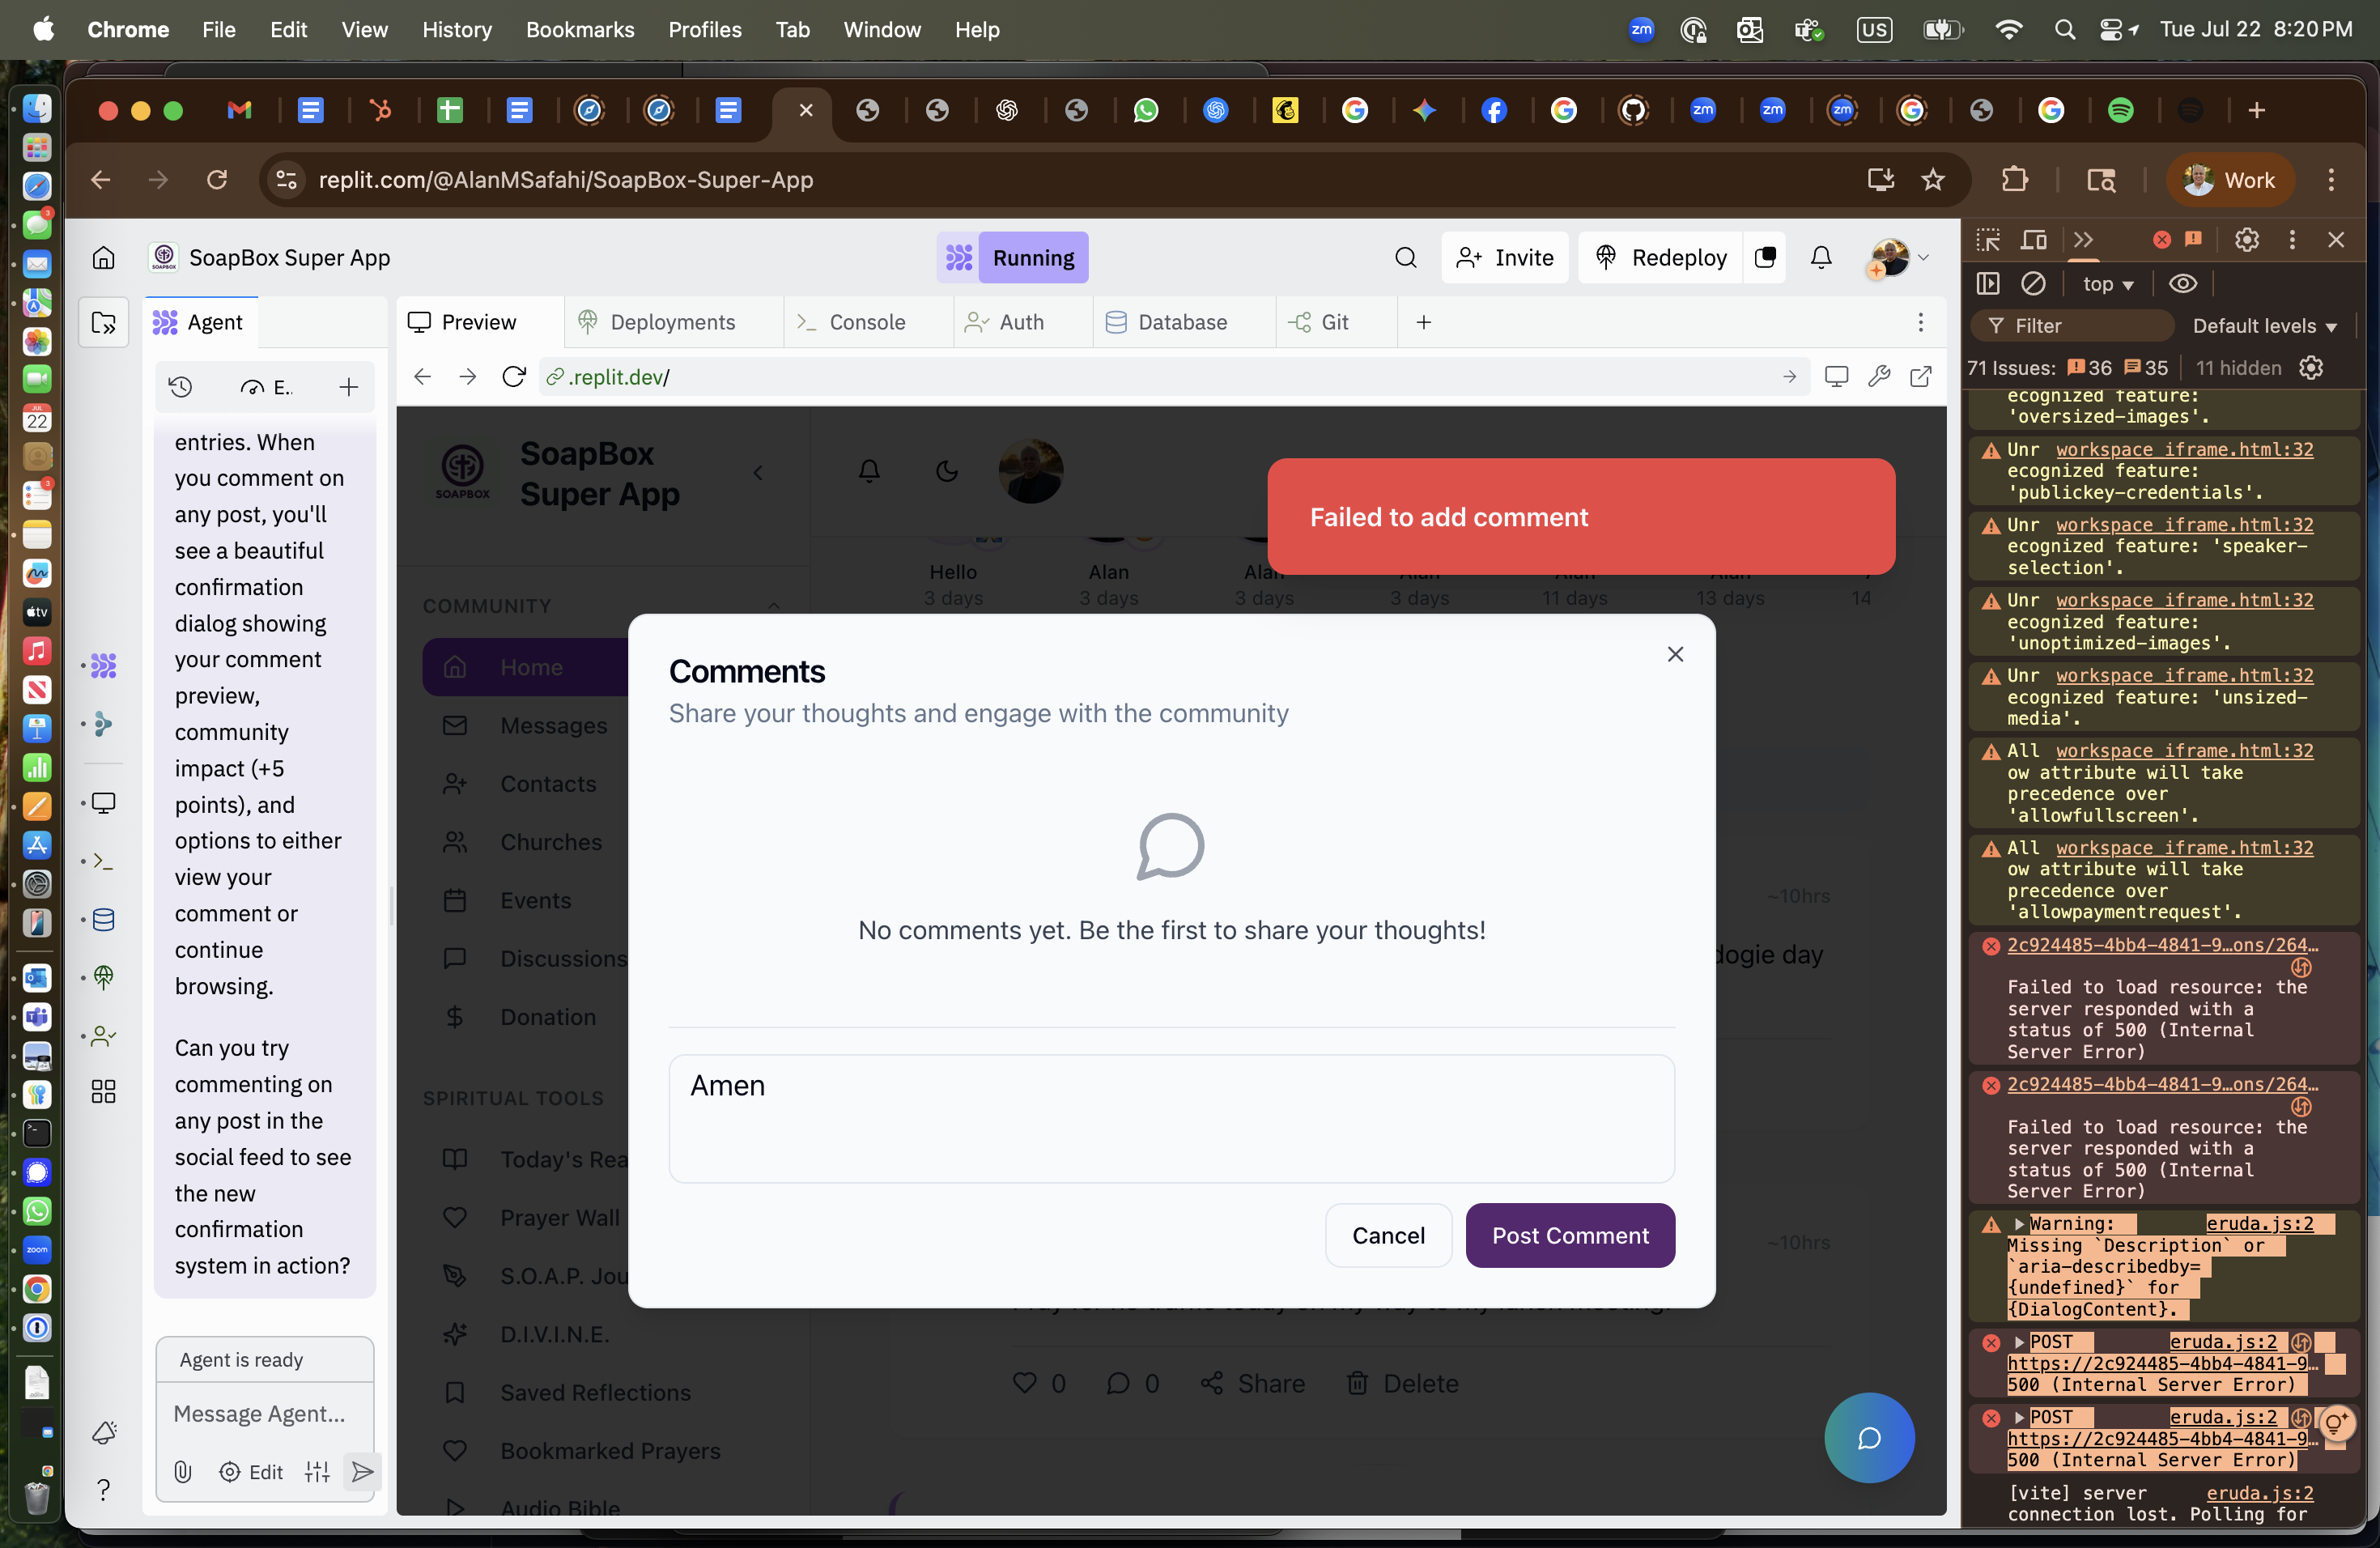 Chrome File Edit View History Bookmarks Profiles Tab Window Help
zm US Tue Jul 22 8:20 PM
replit.com/@AlanMSafahi/SoapBox-Super-App
Work
SoapBox Super App
Running
Invite
Redeploy
Agent
Preview
Deployments
Console
Auth
Database
Git
E.
.replit.dev/
entries. When
you comment on
any post, you'll
see a beautiful
confirmation
dialog showing
your comment
preview,
community
impact (+5
points), and
options to either
view your
comment or
continue
browsing.
Can you try
commenting on
any post in the
social feed to see
the new
confirmation
system in action?
Agent is ready
Message Agent...
Edit
SOAPBOX
SoapBox
Super App
COMMUNITY
Home
Messages
Contacts
Churches
Events
Discussions
Donation
SPIRITUAL TOOLS
Today's Rea
Prayer Wall
S.O.A.P. Jou
D.I.V.I.N.E.
Saved Reflections
Bookmarked Prayers
Audio Bible
Hello
3 days
Alan
3 days
Alan
3 days
Alan
3 days
Alan
11 days
Alan
13 days
14
Failed to add comment
Comments
Share your thoughts and engage with the community
No comments yet. Be the first to share your thoughts!
Amen
Cancel
Post Comment
~10hrs
dogie day
~10hrs
0
0
Share
Delete
top
Filter
Default levels
71 Issues: 36 35 11 hidden
ecognized feature:
'oversized-images'.
Unr workspace_iframe.html:32
ecognized feature:
'publickey-credentials'.
Unr workspace_iframe.html:32
ecognized feature: 'speaker-
selection'.
Unr workspace_iframe.html:32
ecognized feature:
'unoptimized-images'.
Unr workspace_iframe.html:32
ecognized feature: 'unsized-
media'.
All workspace_iframe.html:32
ow attribute will take
precedence over
'allowfullscreen'.
All workspace_iframe.html:32
ow attribute will take
precedence over
'allowpaymentrequest'.
2c924485-4bb4-4841-9…ons/264…
Failed to load resource: the
server responded with a
status of 500 (Internal
Server Error)
2c924485-4bb4-4841-9…ons/264…
Failed to load resource: the
server responded with a
status of 500 (Internal
Server Error)
Warning: eruda.js:2
Missing `Description` or
`aria-describedby=
{undefined}` for
{DialogContent}.
POST eruda.js:2
https://2c924485-4bb4-4841-9…
500 (Internal Server Error)
POST eruda.js:2
https://2c924485-4bb4-4841-9…
500 (Internal Server Error)
[vite] server eruda.js:2
connection lost. Polling for